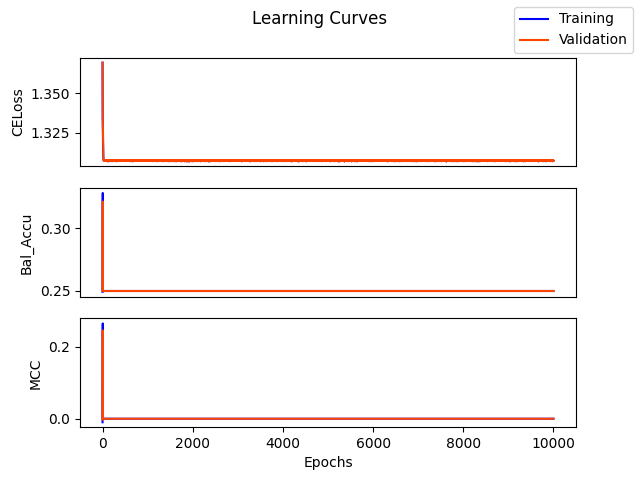 Learning Curves
Training
Validation
CELoss
1.350
1.325
Bal_Accu
0.30
0.25
MCC
0.2
0.0
0 2000 4000 6000 8000 10000
Epochs